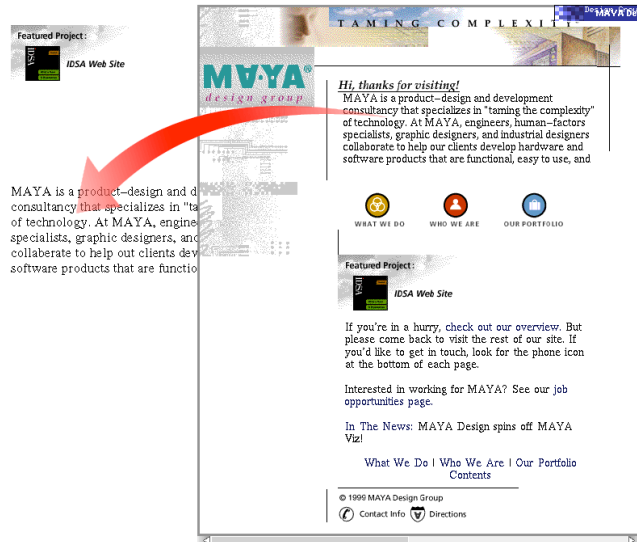 Featured Project:
IDSA
IDSA Web Site
MAYA is a product-design and d
consultancy that specializes in "ta
of technology. At MAYA, engine
specialists, graphic designers, and
collaberate to help out clients dev
software products that are functio
TAMING COMPLEXITY
MAYA De
MAYA®
design group
Hi, thanks for visiting!
MAYA is a product-design and development
consultancy that specializes in "taming the complexity"
of technology. At MAYA, engineers, human-factors
specialists, graphic designers, and industrial designers
collaborate to help our clients develop hardware and
software products that are functional, easy to use, and
WHAT WE DO WHO WE ARE OUR PORTFOLIO
Featured Project:
IDSA
IDSA Web Site
If you're in a hurry, check out our overview. But
please come back to visit the rest of our site. If
you'd like to get in touch, look for the phone icon
at the bottom of each page.
Interested in working for MAYA? See our job
opportunities page.
In The News: MAYA Design spins off MAYA
Viz!
What We Do | Who We Are | Our Portfolio
Contents
© 1999 MAYA Design Group
Contact Info Directions